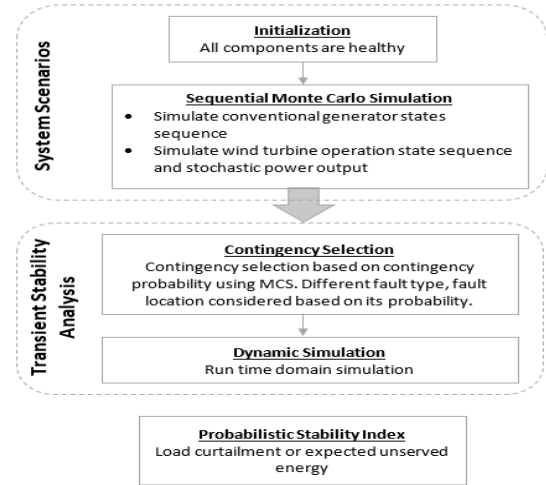 System Scenarios
Initialization
All components are healthy
Sequential Monte Carlo Simulation
• Simulate conventional generator states
sequence
• Simulate wind turbine operation state sequence
and stochastic power output
Transient Stability
Analysis
Contingency Selection
Contingency selection based on contingency
probability using MCS. Different fault type, fault
location considered based on its probability.
Dynamic Simulation
Run time domain simulation
Probabilistic Stability Index
Load curtailment or expected unserved
energy